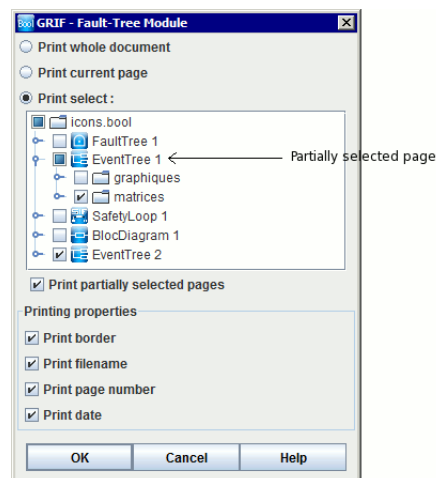 Bool GRIF - Fault-Tree Module
Print whole document
Print current page
Print select :
icons.bool
FaultTree 1
EventTree 1 Partially selected page
graphiques
matrices
SafetyLoop 1
BlocDiagram 1
EventTree 2
Print partially selected pages
Printing properties
Print border
Print filename
Print page number
Print date
OK Cancel Help